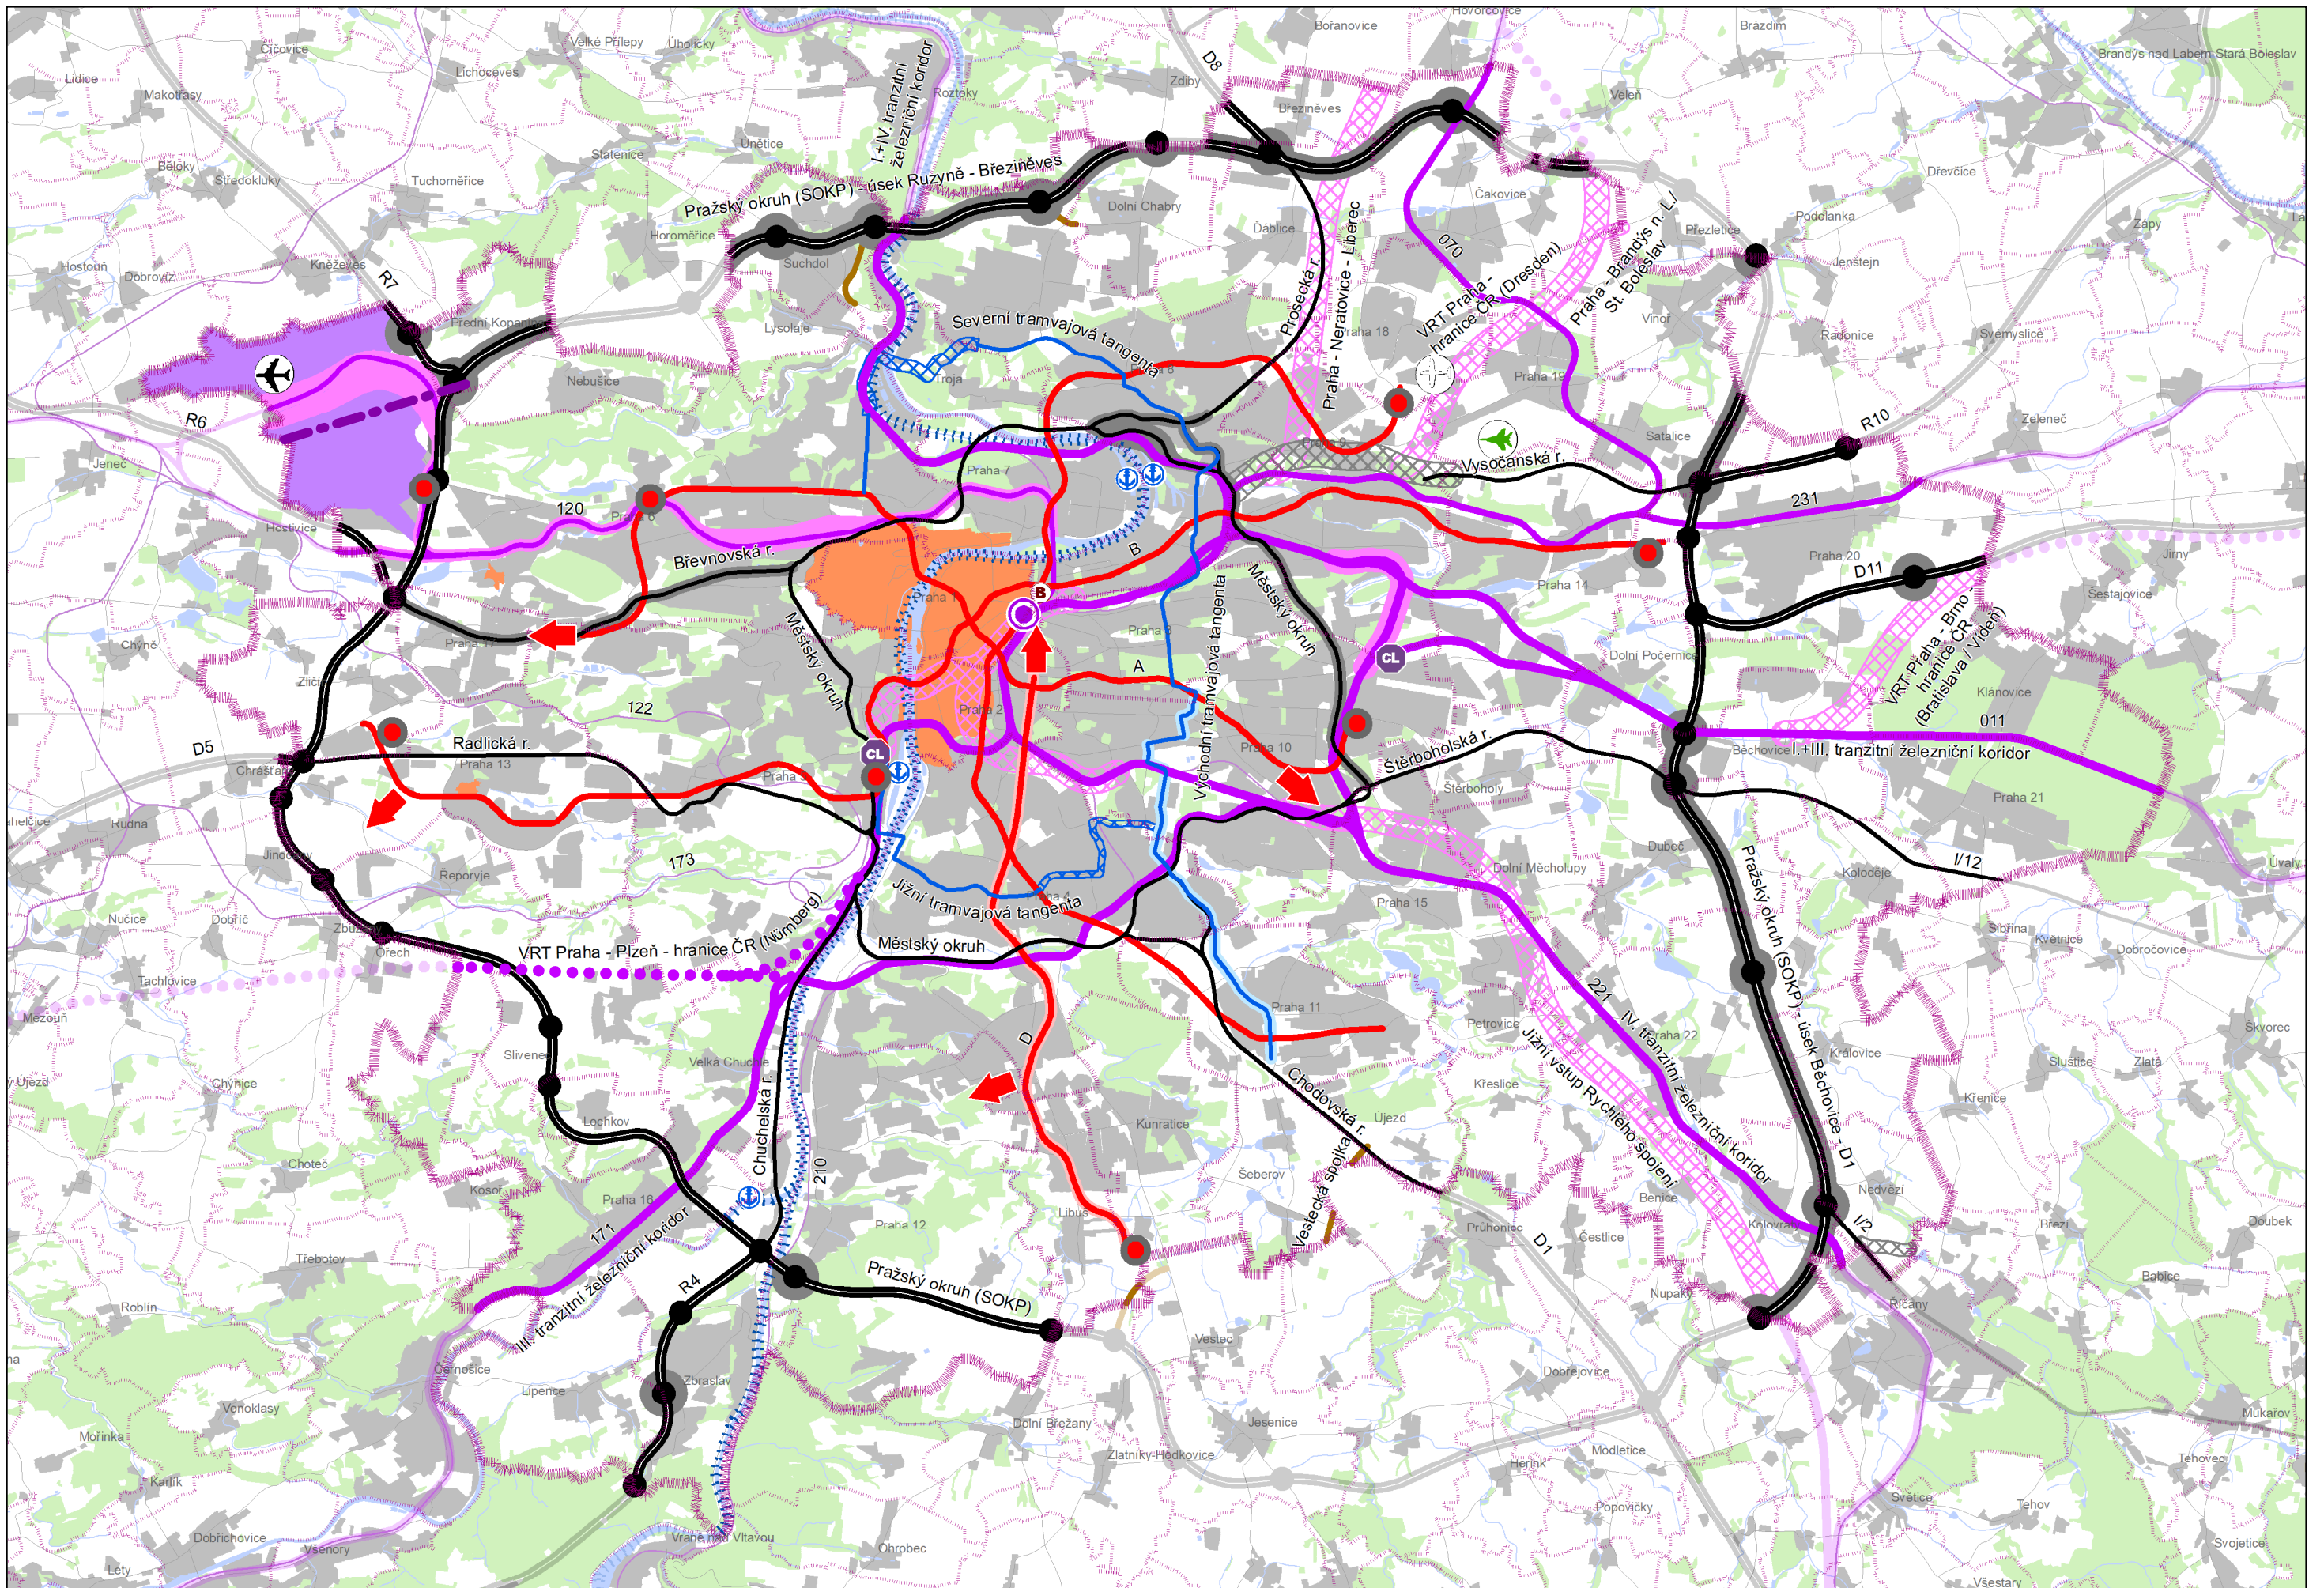 Hovorčovice
Bořanovice
Brázdim
Velké Přílepy
Úholičky
Číčovice
Brandýs nad Labem-Stará Boleslav
D8
I.+IV. tranzitní
železniční koridor
Lichoceves
Lidice
Zdiby
Roztoky
Makotrasy
Březiněves
Veleň
Únětice
Statenice
Běloky
Středokluky
Tuchoměřice
Dřevčice
Pražský okruh (SOKP) - úsek Ruzyně - Březiněves
Čakovice
Dolní Chabry
Podolanka
Zápy
Přezletice
Ďáblice
Horoměřice
Suchdol
070
Jenštejn
Hostouň
Dobrovíz
Kněževes
R7
Praha - Neratovice - Liberec
VRT Praha -
hranice ČR (Dresden)
Praha - Brandýs n. L./
St. Boleslav
Prosecká r.
Vinoř
Radonice
Svémyslice
Přední Kopanina
Lysolaje
Severní tramvajová tangenta
Praha 18
Nebušice
Troja
Praha 8
Praha 19
R6
Jeneč
Zeleneč
R10
Satalice
Praha 9
Vysočanská r.
Praha 7
120
Praha 6
231
Hostivice
Břevnovská r.
B
Praha 20
Jirny
D11
Praha 14
Šestajovice
Praha 1
B
Městský okruh
Praha 3
VRT Praha - Brno -
hranice ČR
(Bratislava / Vídeň)
Chýně
Praha 17
Dolní Počernice
CL
A
Zličín
Městský okruh
Klánovice
122
Praha 2
011
D5
Radlická r.
Praha 10
Štěrboholská r.
Běchovice
I.+III. tranzitní železniční koridor
Východní tramvajová tangenta
CL
Chrášťany
Praha 13
Praha 5
Štěrboholy
Praha 21
Rudná
Jinočany
173
Dubeč
I/12
Úvaly
Řeporyje
Dolní Měcholupy
Koloděje
Jižní tramvajová tangenta
Praha 4
Praha 15
Nučice
Dobříč
Zbuzany
Ořech
Městský okruh
VRT Praha - Plzeň - hranice ČR (Nürnberg)
Sibřina
Květnice
Dobročovice
Tachlovice
Pražský okruh (SOKP) - úsek Běchovice - D1
221
Mezouň
Praha 11
Petrovice
Praha 22
Škvorec
D
Slivenec
Velká Chuchle
Královice
Sluštice
Zlatá
IV. tranzitní železniční koridor
Jižní vstup Rychlého spojení
Chýnice
Křeslice
Křenice
Lochkov
Chodovská r.
Kunratice
Újezd
Chuchelská r.
Choteč
Šeberov
Vestecká spojka
210
Kosoř
Praha 16
Benice
Nedvězí
Libuš
171
Praha 12
Průhonice
Kolovraty
I/2
Březí
Doubek
D1
Čestlice
Třebotov
III. tranzitní železniční koridor
Pražský okruh (SOKP)
R4
Babice
Nupaky
Říčany
Roblín
Vestec
Černošice
Dobřejovice
Lipence
Zbraslav
Vonoklasy
Mořinka
Dolní Břežany
Jesenice
Mukařov
Zlatníky-Hodkovice
Modletice
Herink
Tehovec
Karlík
Světice
Tehov
Popovičky
Dobřichovice
Vrané nad Vltavou
Všenory
Ohrobec
Svojetice
Lety
Všestary